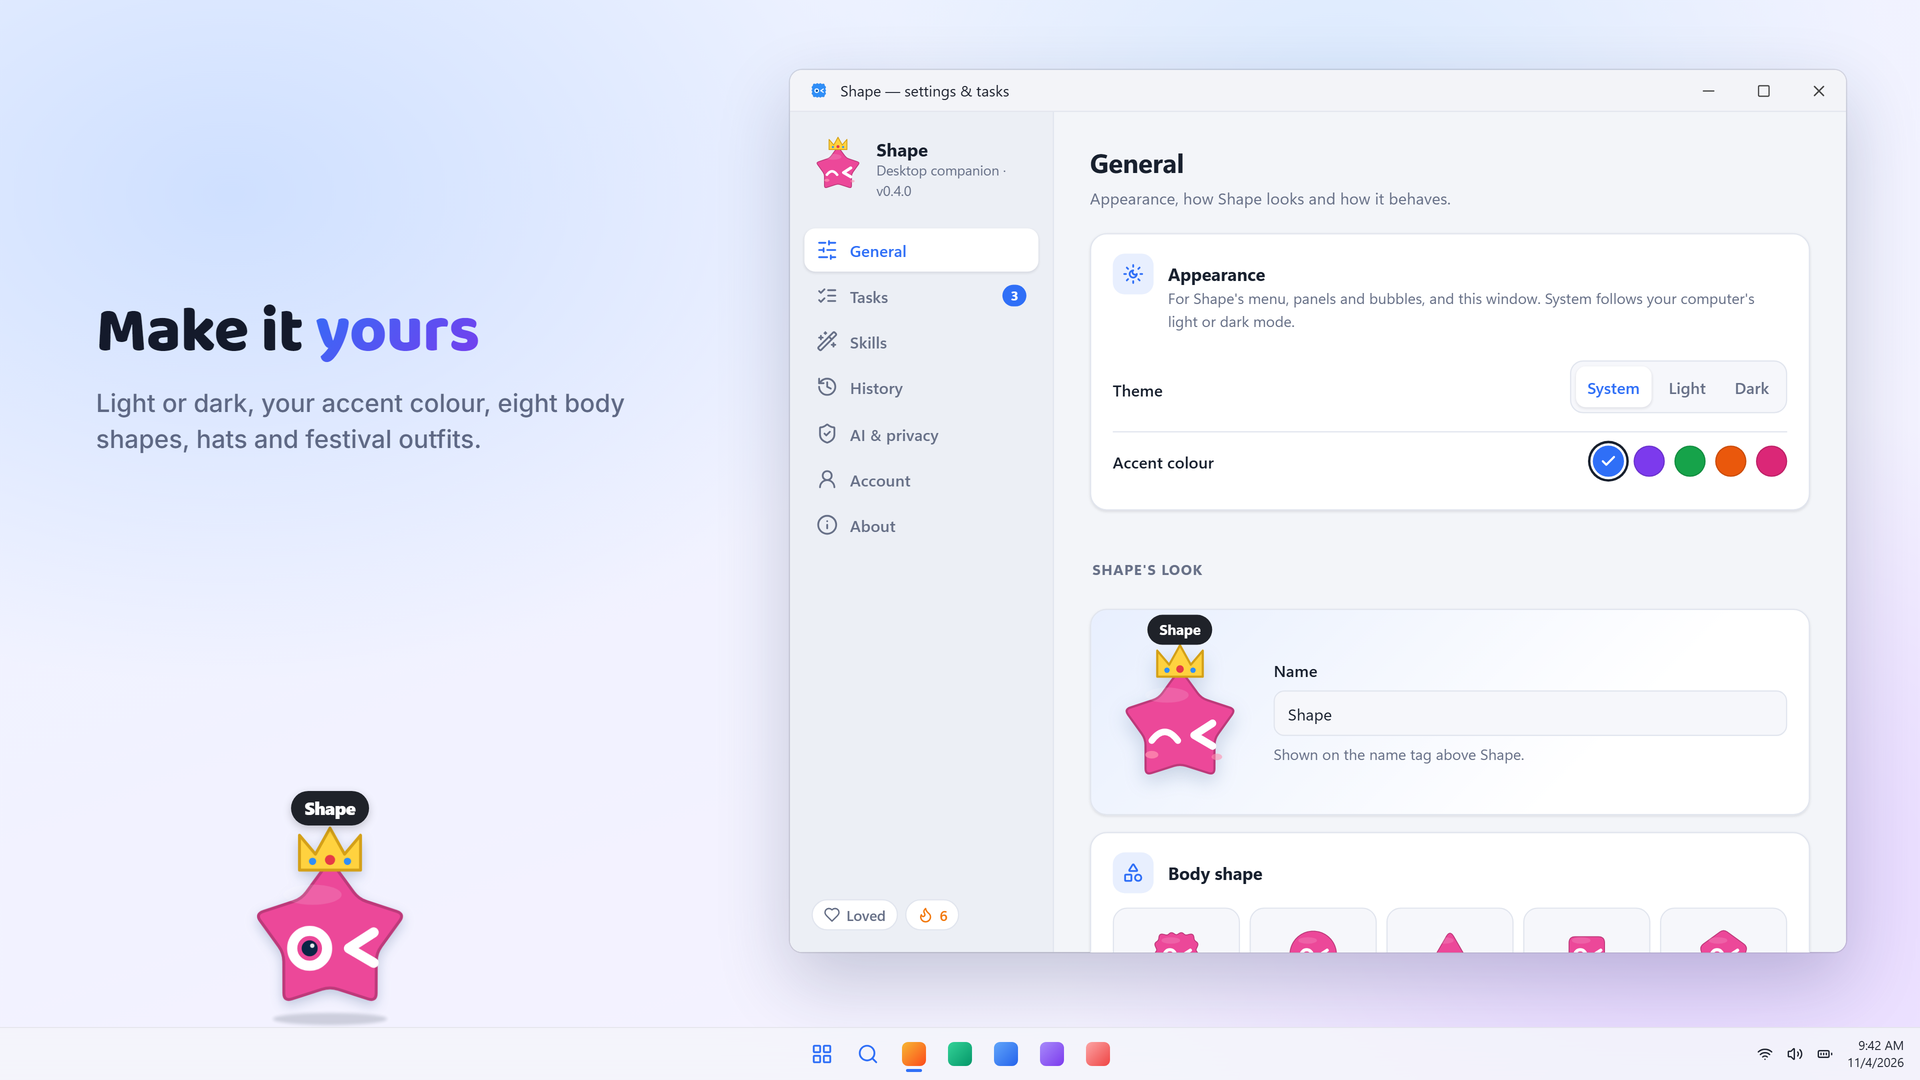 Make it yours
Light or dark, your accent colour, eight body
shapes, hats and festival outfits.
Shape
Shape — settings & tasks
Shape
Desktop companion ·
v0.4.0
General
Tasks
3
Skills
History
AI & privacy
Account
About
Loved
6
General
Appearance, how Shape looks and how it behaves.
Appearance
For Shape's menu, panels and bubbles, and this window. System follows your computer's
light or dark mode.
Theme
System
Light
Dark
Accent colour
SHAPE'S LOOK
Shape
Name
Shape
Shown on the name tag above Shape.
Body shape
9:42 AM
11/4/2026